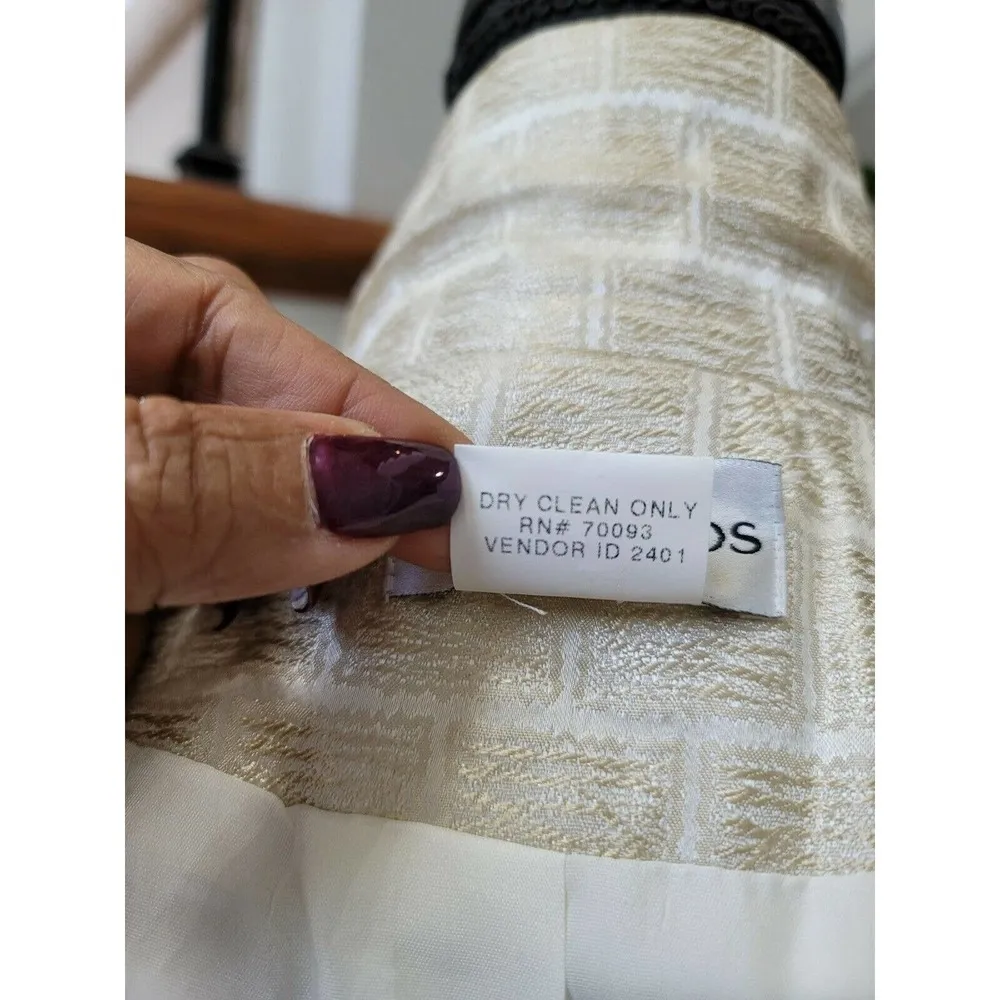 DRY CLEAN ONLY
RN# 70093
VENDOR ID 2401
OS